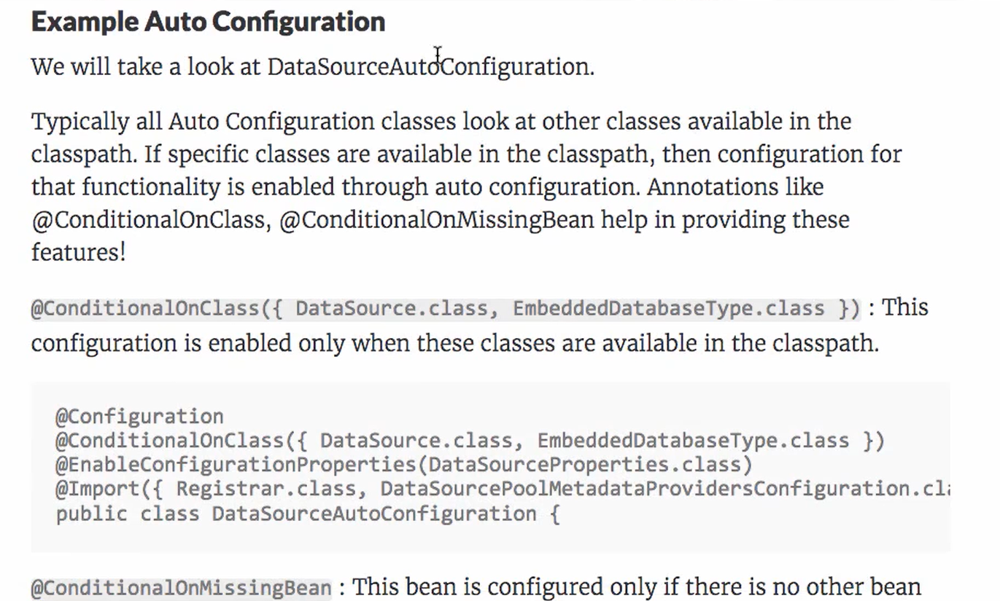 Example Auto Configuration
We will take a look at DataSourceAutoConfiguration.
Typically all Auto Configuration classes look at other classes available in the
classpath. If specific classes are available in the classpath, then configuration for
that functionality is enabled through auto configuration. Annotations like
@ConditionalOnClass, @ConditionalOnMissingBean help in providing these
features!
@ConditionalOnClass({ DataSource.class, EmbeddedDatabaseType.class }) : This
configuration is enabled only when these classes are available in the classpath.
@Configuration
@ConditionalOnClass({ DataSource.class, EmbeddedDatabaseType.class })
@EnableConfigurationProperties(DataSourceProperties.class)
@Import({ Registrar.class, DataSourcePoolMetadataProvidersConfiguration.cla
public class DataSourceAutoConfiguration {
@ConditionalOnMissingBean : This bean is configured only if there is no other bean